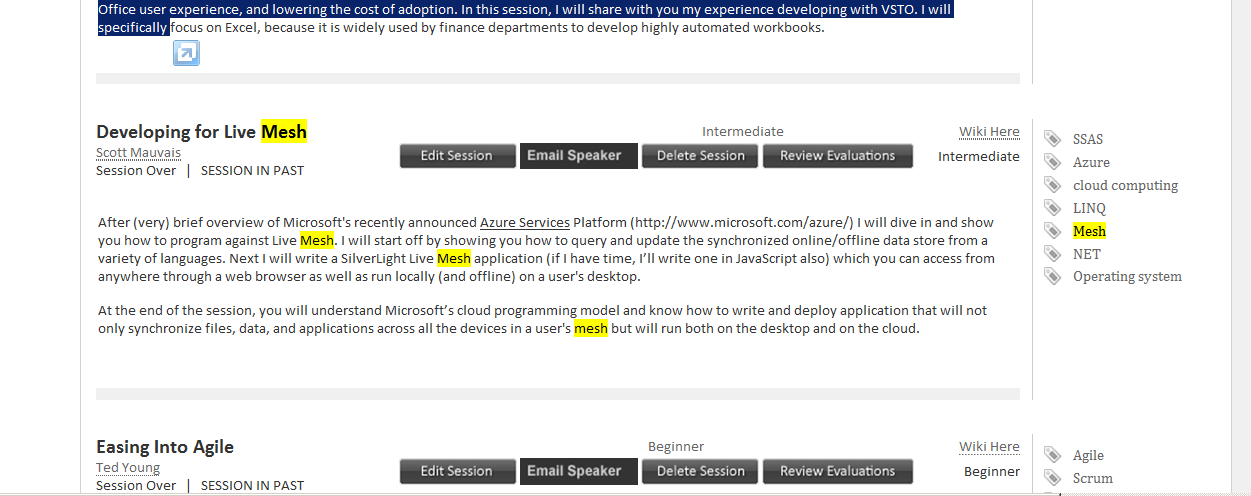 Office user experience, and lowering the cost of adoption. In this session, I will share with you my experience developing with VSTO. I will
specifically focus on Excel, because it is widely used by finance departments to develop highly automated workbooks.
Developing for Live Mesh
Intermediate
Wiki Here
Scott Mauvais
Edit Session
Email Speaker
Delete Session
Review Evaluations
Intermediate
Session Over | SESSION IN PAST
After (very) brief overview of Microsoft's recently announced Azure Services Platform (http://www.microsoft.com/azure/) I will dive in and show
you how to program against Live Mesh. I will start off by showing you how to query and update the synchronized online/offline data store from a
variety of languages. Next I will write a SilverLight Live Mesh application (if I have time, I’ll write one in JavaScript also) which you can access from
anywhere through a web browser as well as run locally (and offline) on a user's desktop.
At the end of the session, you will understand Microsoft’s cloud programming model and know how to write and deploy application that will not
only synchronize files, data, and applications across all the devices in a user's mesh but will run both on the desktop and on the cloud.
SSAS
Azure
cloud computing
LINQ
Mesh
NET
Operating system
Easing Into Agile
Beginner
Wiki Here
Ted Young
Edit Session
Email Speaker
Delete Session
Review Evaluations
Beginner
Session Over | SESSION IN PAST
Agile
Scrum